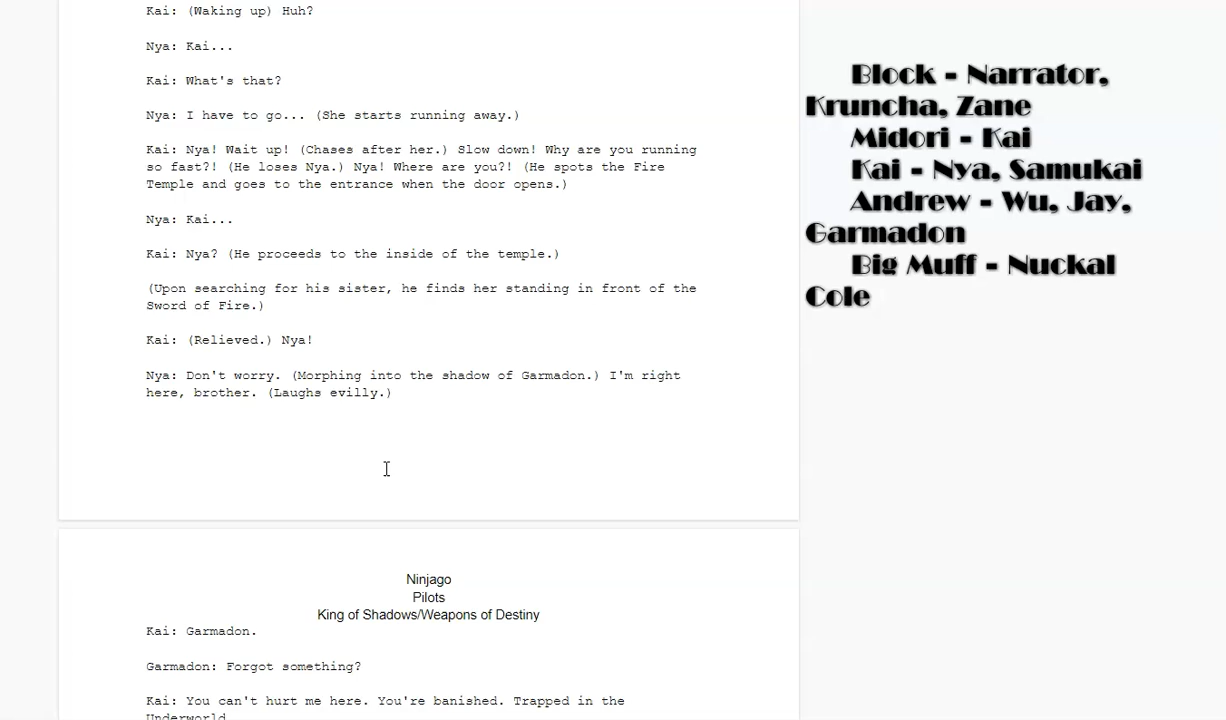 Kai: (Waking up) Huh?
Nya: Kai...
Kai: What's that?
Nya: I have to go... (She starts running away.)
Kai: Nya! Wait up! (Chases after her.) Slow down! Why are you running
so fast?! (He loses Nya.) Nya! Where are you?! (He spots the Fire
Temple and goes to the entrance when the door opens.)
Nya: Kai...
Kai: Nya? (He proceeds to the inside of the temple.)
(Upon searching for his sister, he finds her standing in front of the
Sword of Fire.)
Kai: (Relieved.) Nya!
Nya: Don't worry. (Morphing into the shadow of Garmadon.) I'm right
here, brother. (Laughs evilly.)
Ninjago
Pilots
King of Shadows/Weapons of Destiny
Kai: Garmadon.
Garmadon: Forgot something?
Kai: You can't hurt me here. You're banished. Trapped in the
Underworld
Block - Narrator,
Kruncha, Zane
Midori - Kai
Kai - Nya, Samukai
Andrew - Wu, Jay,
Garmadon
Big Muff - Nuckal
Cole